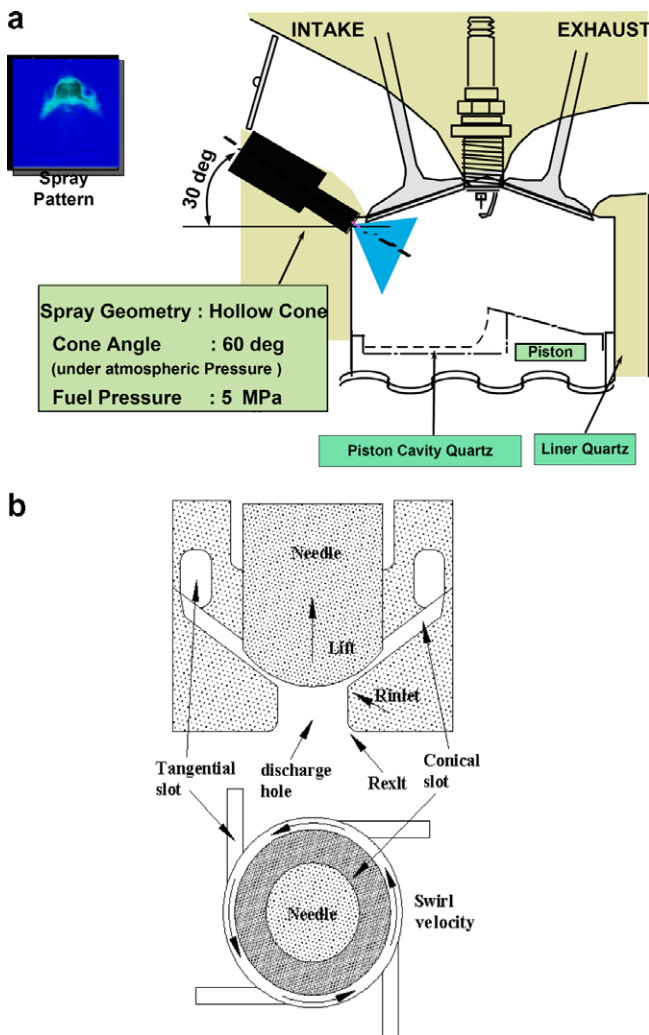 a
INTAKE
EXHAUST
Spray
Pattern
30 deg
Spray Geometry : Hollow Cone
Cone Angle : 60 deg
(under atmospheric Pressure )
Fuel Pressure : 5 MPa
Piston
Piston Cavity Quartz
Liner Quartz
b
Needle
Lift
Rinlet
Tangential
slot
discharge
hole
Rexlt
Conical
slot
Needle
Swirl
velocity